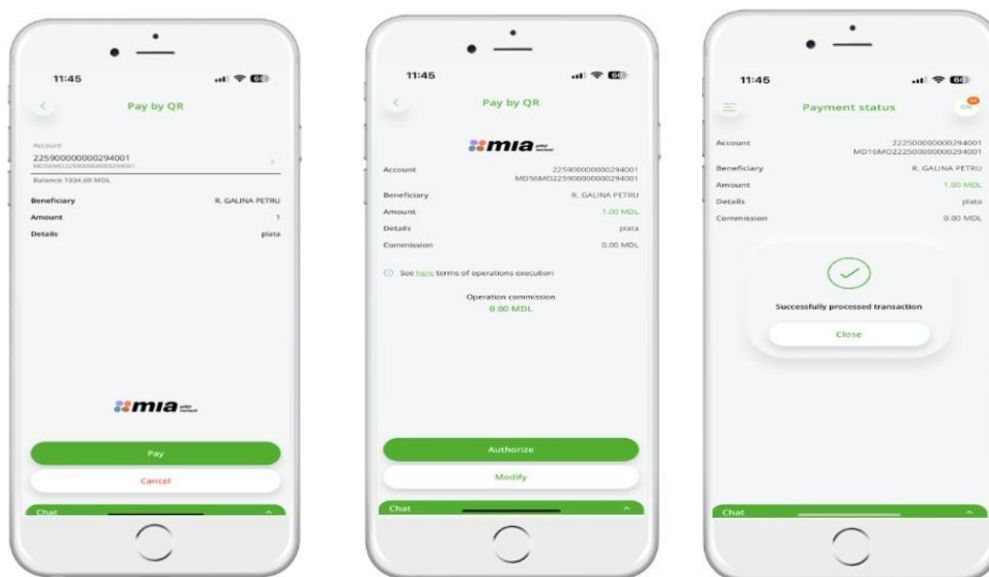 11:45
Pay by QR
Account
225900000000294001
MD56MO225900000000294001
Balance 1034.69 MDL
Beneficiary R. GALINA PETRU
Amount 1
Details plata
mia
Pay
Cancel
Chat
11:45
Pay by QR
mia
Account 225900000000294001
MD56MO225900000000294001
Beneficiary R. GALINA PETRU
Amount 1.00 MDL
Details plata
Commission 0.00 MDL
See here terms of operations execution
Operation commission
0.00 MDL
Authorize
Modify
Chat
11:45
Payment status
Account 222500000000294001
MD16MO222500000000294001
Beneficiary R. GALINA PETRU
Amount 1.00 MDL
Details plata
Commission 0.00 MDL
Successfully processed transaction
Close
Chat